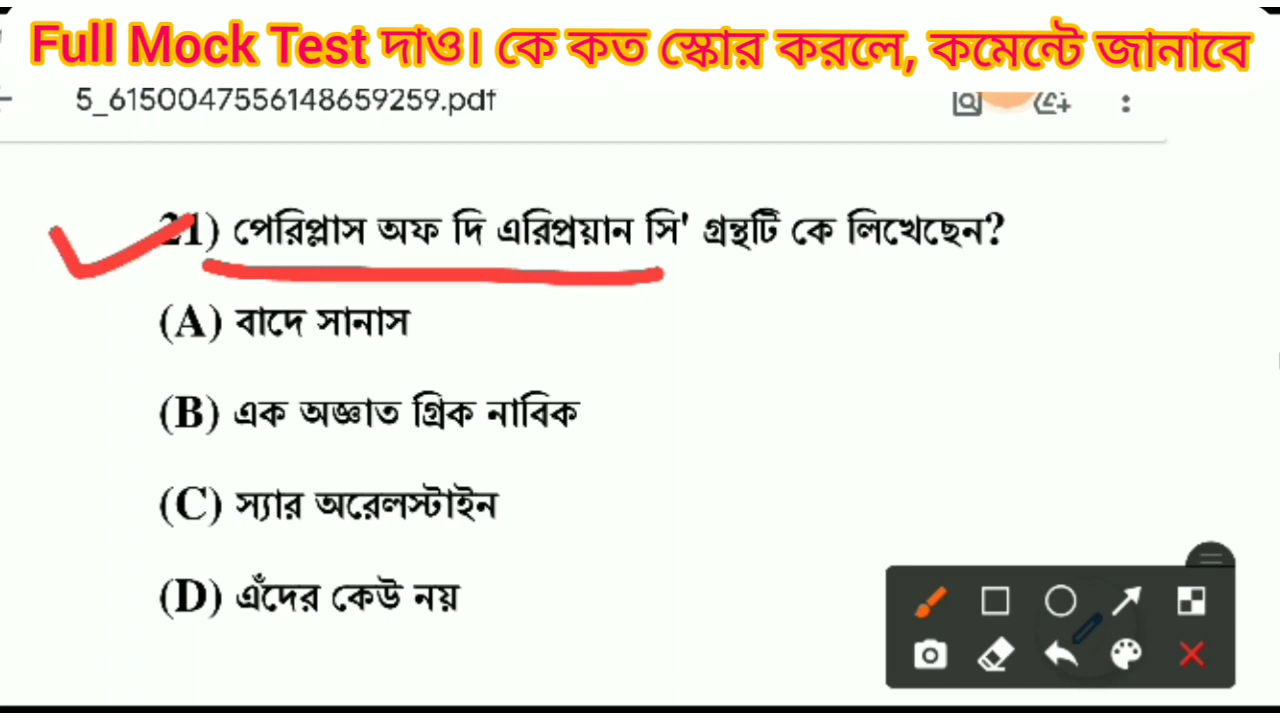 Full Mock Test দাও। কে কত স্কোর করলে, কমেন্টে জানাবে
5_6150047556148659259.pdf
21) পেরিপ্লাস অফ দি এরিপ্রয়ান সি' গ্রন্থটি কে লিখেছেন?
(A) বাদে সানাস
(B) এক অজ্ঞাত গ্রিক নাবিক
(C) স্যার অরেলস্টাইন
(D) এঁদের কেউ নয়